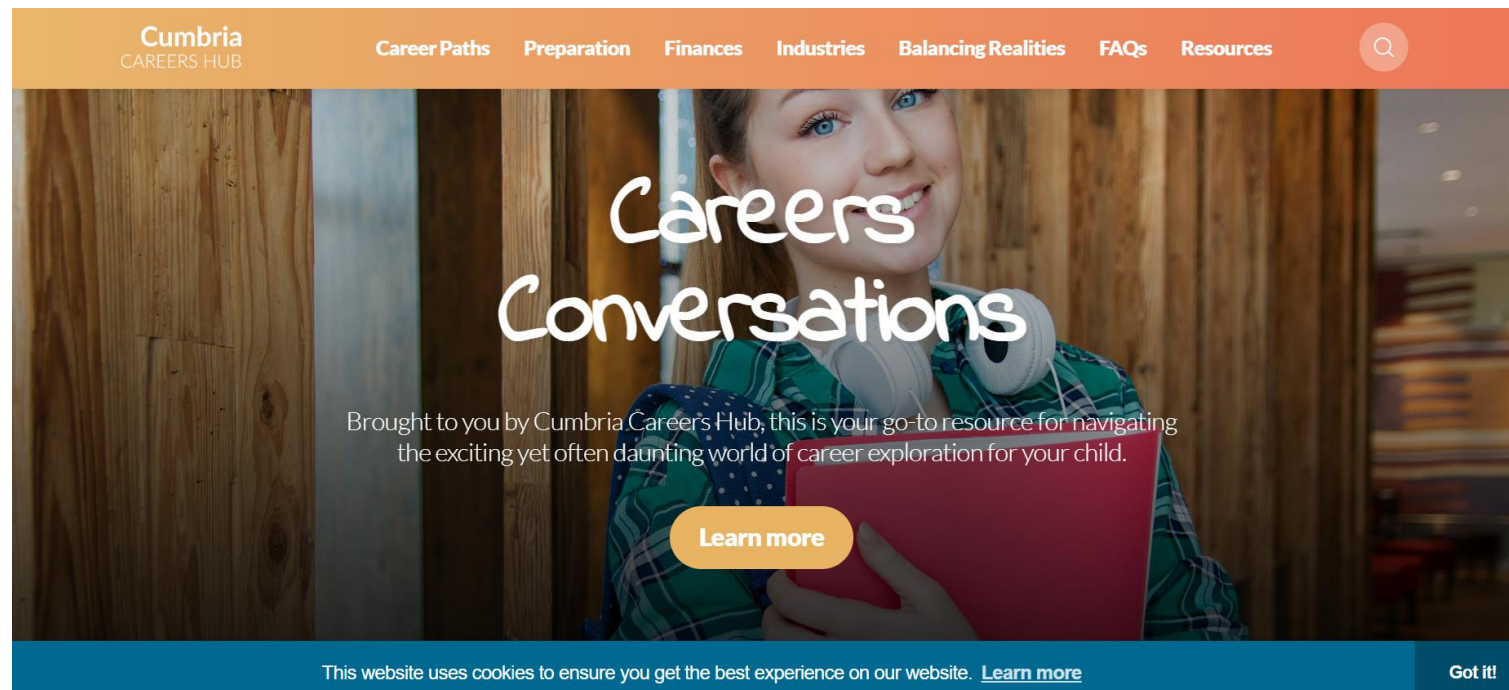 Cumbria
CAREERS HUB
Career Paths Preparation Finances Industries Balancing Realities FAQs Resources
Careers
Conversations
Brought to you by Cumbria Careers Hub, this is your go-to resource for navigating
the exciting yet often daunting world of career exploration for your child.
Learn more
This website uses cookies to ensure you get the best experience on our website. Learn more
Got it!